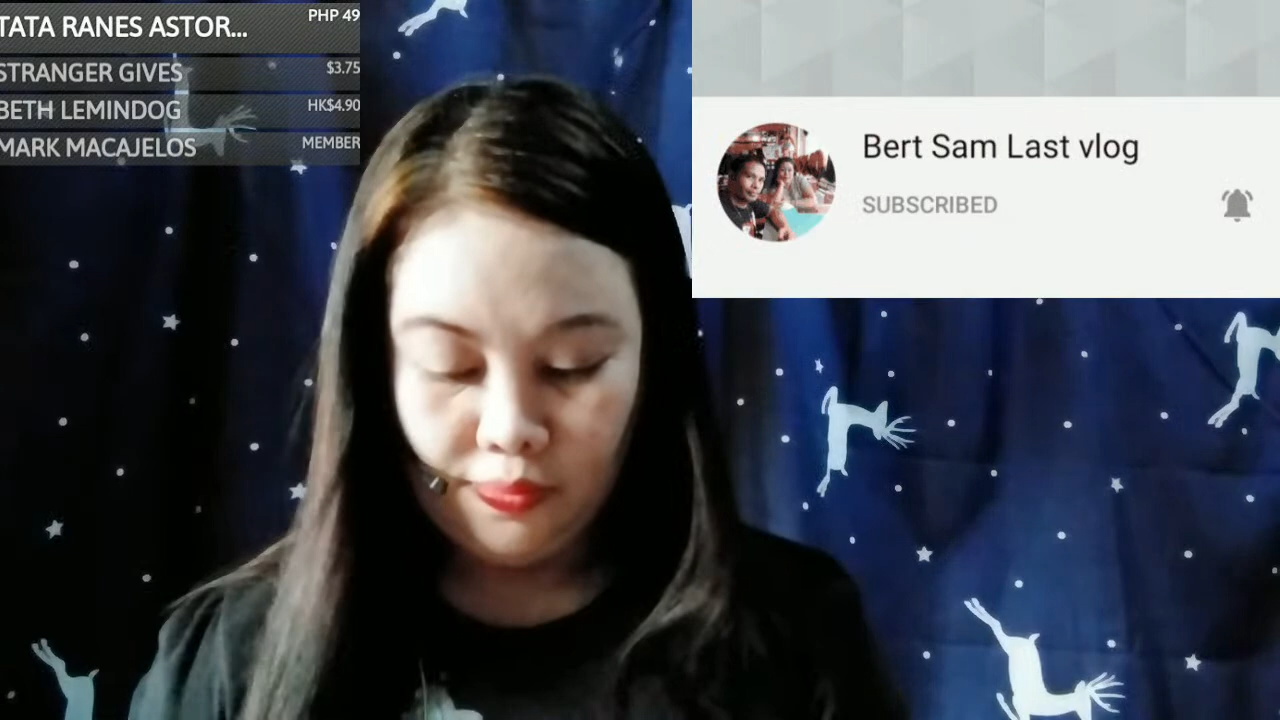 TATA RANES ASTOR... PHP 49
STRANGER GIVES $3.75
BETH LEMINDOG HK$4.90
MARK MACAJELOS MEMBER
Bert Sam Last vlog
SUBSCRIBED